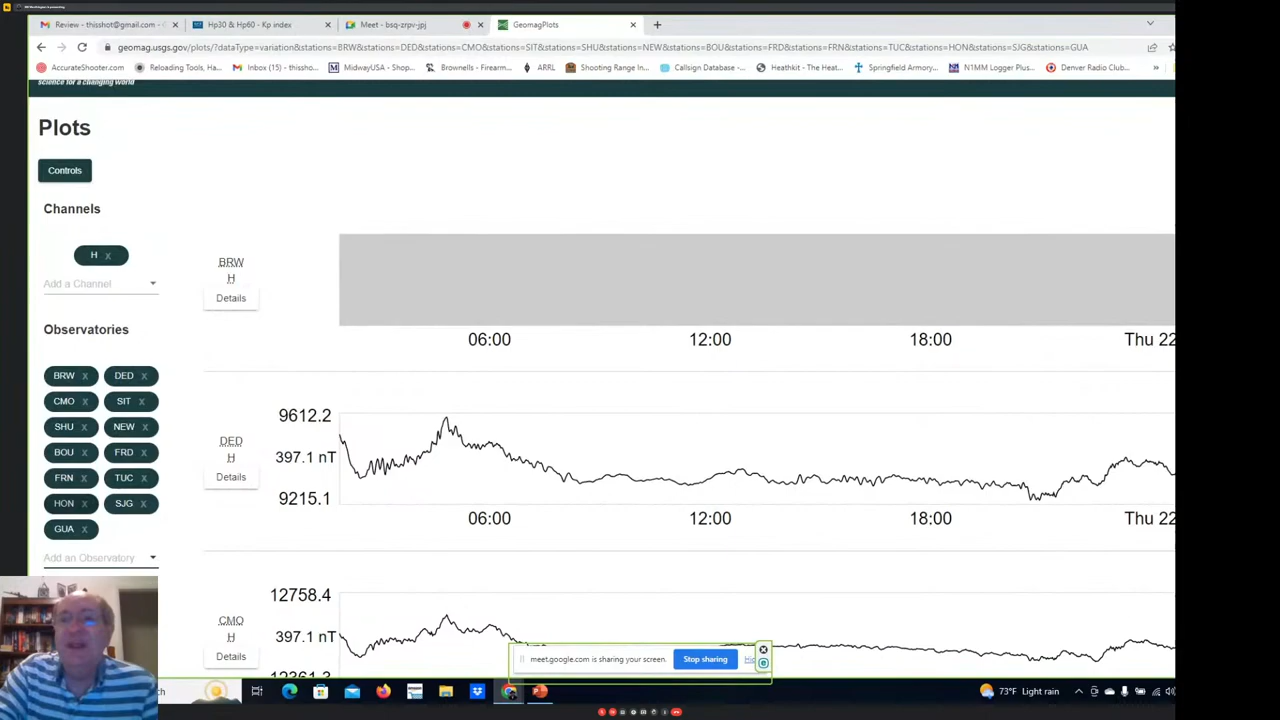 Review - thisshot@gmail.com - x
Hp30 & Hp60 - Kp index x
Meet - bsq-zrpv-jpj x
GeomagPlots x +
geomag.usgs.gov/plots/?dataType=variation&stations=BRW&stations=DED&stations=CMO&stations=SIT&stations=SHU&stations=NEW&stations=BOU&stations=FRD&stations=FRN&stations=TUC&stations=HON&stations=SJG&stations=GUA
AccurateShooter.com Reloading Tools, Ha... Inbox (15) - thissho... MidwayUSA - Shop... Brownells - Firearm... ARRL Shooting Range In... Callsign Database -... Heathkit - The Heat... Springfield Armory,... N1MM Logger Plus... Denver Radio Club... »
science for a changing world
Plots
Controls
Channels
H x
Add a Channel
Observatories
BRW x DED x
CMO x SIT x
SHU x NEW x
BOU x FRD x
FRN x TUC x
HON x SJG x
GUA x
Add an Observatory
BRW
H
Details
06:00 12:00 18:00 Thu 22
9612.2
DED
H
397.1 nT
Details
9215.1
06:00 12:00 18:00 Thu 22
12758.4
CMO
H
397.1 nT
Details
12361.3
meet.google.com is sharing your screen. Stop sharing
73°F Light rain